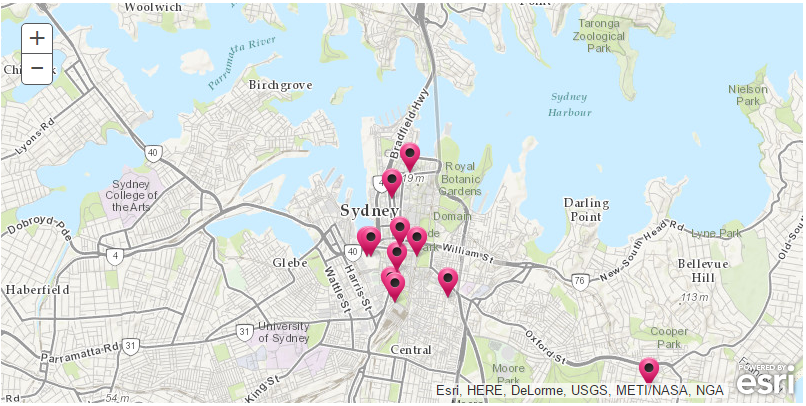 Woolwich
Point
Taronga
Zoological
Park
+
−
Parramatta River
Birchgrove
Bradfield Hwy
Sydney
Harbour
Nielson
Park
Lyons Rd
40
19 m
Royal
Botanic
Gardens
Sydney
College of
the Arts
Sydney
Domain
Darling
Point
Dobroyd-Pde
4
40
William St
New-South-Head Rd
Lyne Park
Old-South
Glebe
Wattle St
Harris St
76
Bellevue
Hill
Haberfield
113 m
31
31
University
of Sydney
Cooper
Park
Parramatta-Rd
Central
Oxford-St
Moore
Park
King-St
54 m
POWERED BY
esri
Esri, HERE, DeLorme, USGS, METI/NASA, NGA